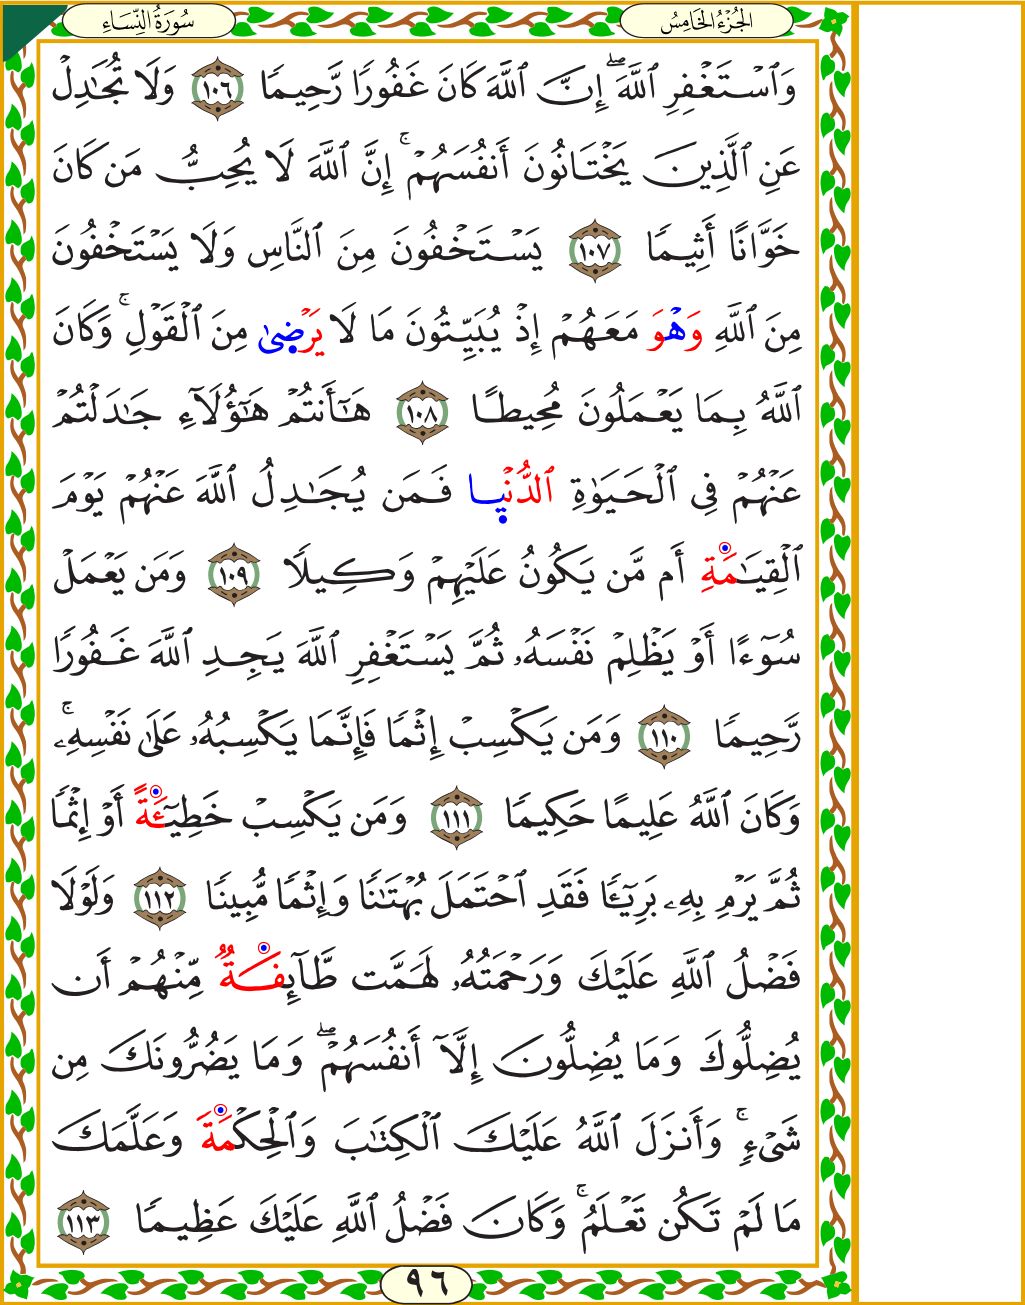 الجُزْءُ الخَامِسُ
سُورَةُ النِّسَاءِ
وَٱسْتَغْفِرِ ٱللَّهَۖ إِنَّ ٱللَّهَ كَانَ غَفُورٗا رَّحِيمٗا ١٠٦ وَلَا تُجَٰدِلْ
عَنِ ٱلَّذِينَ يَخْتَانُونَ أَنفُسَهُمْۚ إِنَّ ٱللَّهَ لَا يُحِبُّ مَن كَانَ
خَوَّانًا أَثِيمٗا ١٠٧ يَسْتَخْفُونَ مِنَ ٱلنَّاسِ وَلَا يَسْتَخْفُونَ
مِنَ ٱللَّهِ وَهْوَ مَعَهُمْ إِذْ يُبَيِّتُونَ مَا لَا يَرْضىٰ مِنَ ٱلْقَوْلِۚ وَكَانَ
ٱللَّهُ بِمَا يَعْمَلُونَ مُحِيطًا ١٠٨ هَٰٓأَنتُمْ هَٰٓؤُلَآءِ جَٰدَلْتُمْ
عَنْهُمْ فِي ٱلْحَيَوٰةِ ٱلدُّنْيا فَمَن يُجَٰدِلُ ٱللَّهَ عَنْهُمْ يَوْمَ
ٱلْقِيَٰمَةِ أَم مَّن يَكُونُ عَلَيْهِمْ وَكِيلًا ١٠٩ وَمَن يَعْمَلْ
سُوٓءًا أَوْ يَظْلِمْ نَفْسَهُۥ ثُمَّ يَسْتَغْفِرِ ٱللَّهَ يَجِدِ ٱللَّهَ غَفُورٗا
رَّحِيمٗا ١١٠ وَمَن يَكْسِبْ إِثْمٗا فَإِنَّمَا يَكْسِبُهُۥ عَلَىٰ نَفْسِهِۦۚ
وَكَانَ ٱللَّهُ عَلِيمًا حَكِيمٗا ١١١ وَمَن يَكْسِبْ خَطِيٓـَٔةً أَوْ إِثْمٗا
ثُمَّ يَرْمِ بِهِۦ بَرِيٓـٔٗا فَقَدِ ٱحْتَمَلَ بُهْتَٰنٗا وَإِثْمٗا مُّبِينٗا ١١٢ وَلَوْلَا
فَضْلُ ٱللَّهِ عَلَيْكَ وَرَحْمَتُهُۥ لَهَمَّت طَّآئِفَةٞ مِّنْهُمْ أَن
يُضِلُّوكَ وَمَا يُضِلُّونَ إِلَّآ أَنفُسَهُمْۖ وَمَا يَضُرُّونَكَ مِن
شَيْءٖۚ وَأَنزَلَ ٱللَّهُ عَلَيْكَ ٱلْكِتَٰبَ وَٱلْحِكْمَةَ وَعَلَّمَكَ
مَا لَمْ تَكُن تَعْلَمُۚ وَكَانَ فَضْلُ ٱللَّهِ عَلَيْكَ عَظِيمٗا ١١٣
٩٦